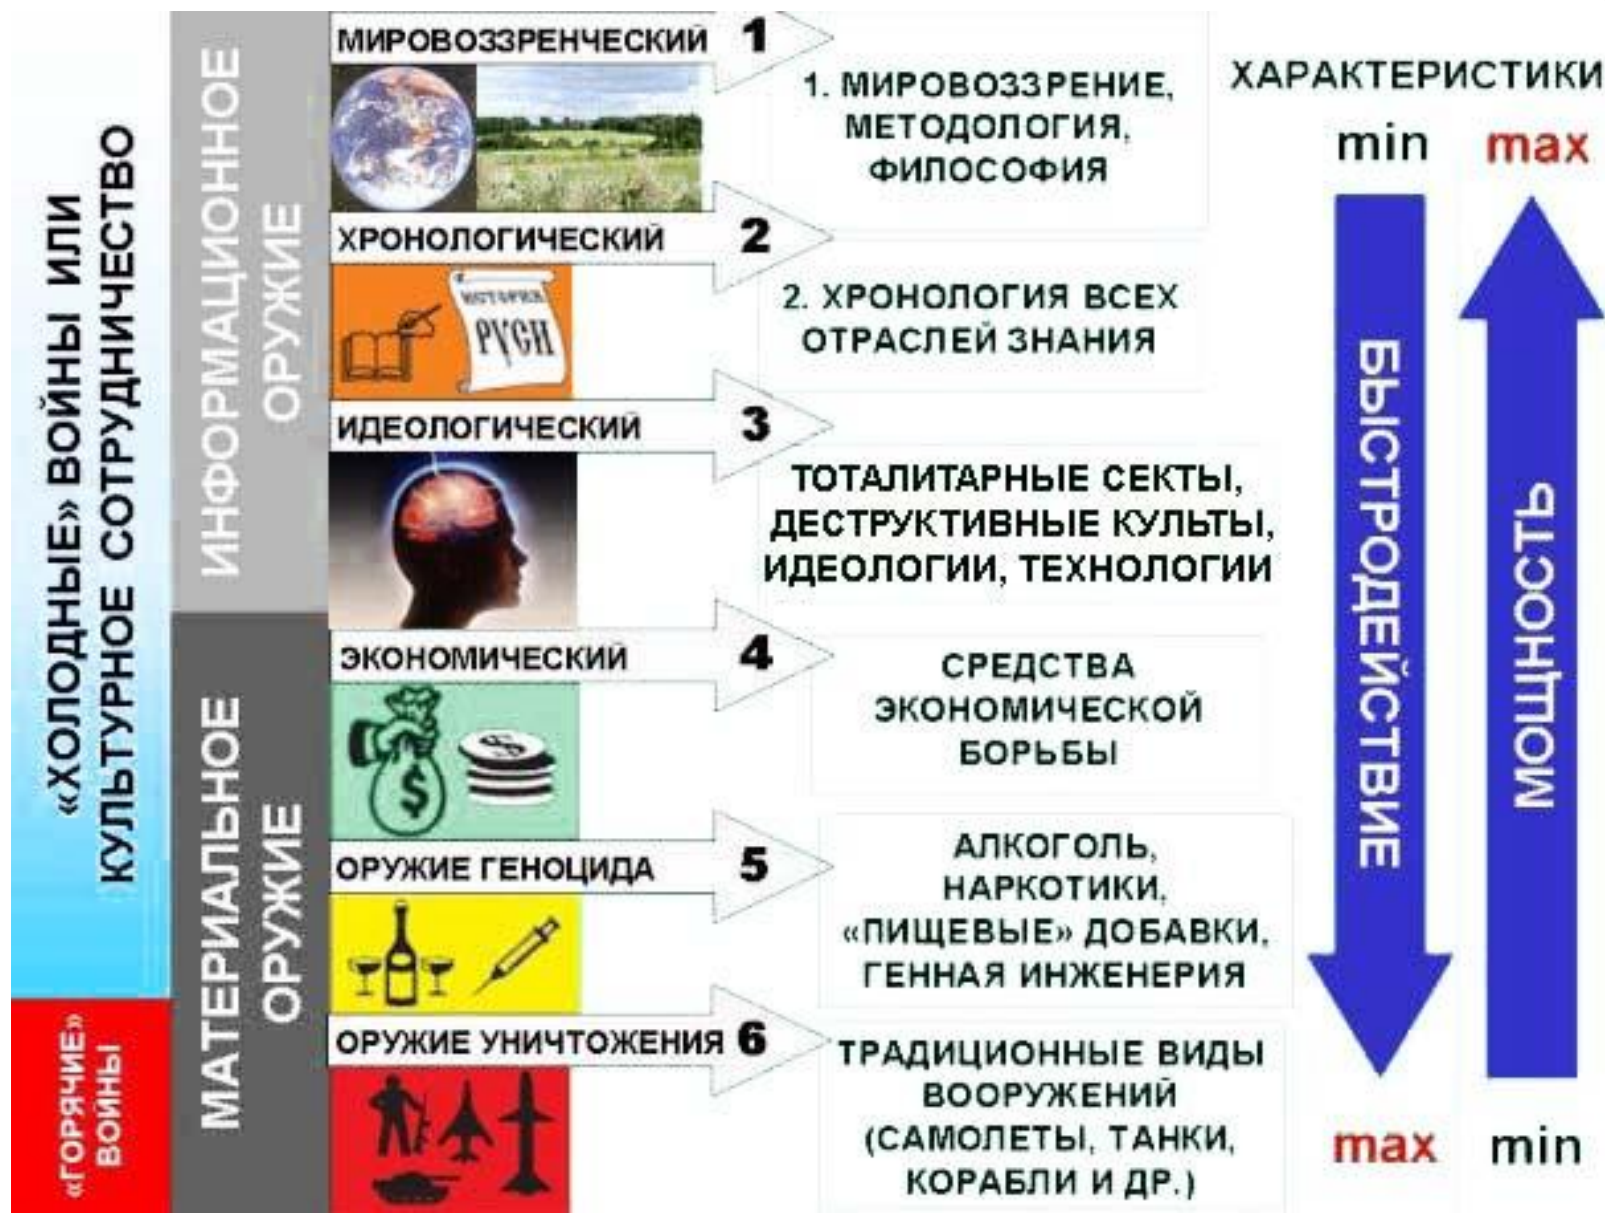 «ХОЛОДНЫЕ» ВОЙНЫ ИЛИ
КУЛЬТУРНОЕ СОТРУДНИЧЕСТВО
«ГОРЯЧИЕ»
ВОЙНЫ
ИНФОРМАЦИОННОЕ
ОРУЖИЕ
МАТЕРИАЛЬНОЕ
ОРУЖИЕ
МИРОВОЗЗРЕНЧЕСКИЙ 1
1. МИРОВОЗЗРЕНИЕ,
МЕТОДОЛОГИЯ,
ФИЛОСОФИЯ
ХРОНОЛОГИЧЕСКИЙ 2
ИСТОРИЯ
РУСИ
2. ХРОНОЛОГИЯ ВСЕХ
ОТРАСЛЕЙ ЗНАНИЯ
ИДЕОЛОГИЧЕСКИЙ 3
ТОТАЛИТАРНЫЕ СЕКТЫ,
ДЕСТРУКТИВНЫЕ КУЛЬТЫ,
ИДЕОЛОГИИ, ТЕХНОЛОГИИ
ЭКОНОМИЧЕСКИЙ 4
$ $
СРЕДСТВА
ЭКОНОМИЧЕСКОЙ
БОРЬБЫ
ОРУЖИЕ ГЕНОЦИДА 5
АЛКОГОЛЬ,
НАРКОТИКИ,
«ПИЩЕВЫЕ» ДОБАВКИ,
ГЕННАЯ ИНЖЕНЕРИЯ
ОРУЖИЕ УНИЧТОЖЕНИЯ 6
ТРАДИЦИОННЫЕ ВИДЫ
ВООРУЖЕНИЙ
(САМОЛЕТЫ, ТАНКИ,
КОРАБЛИ И ДР.)
ХАРАКТЕРИСТИКИ
min max
БЫСТРОДЕЙСТВИЕ
МОЩНОСТЬ
max min